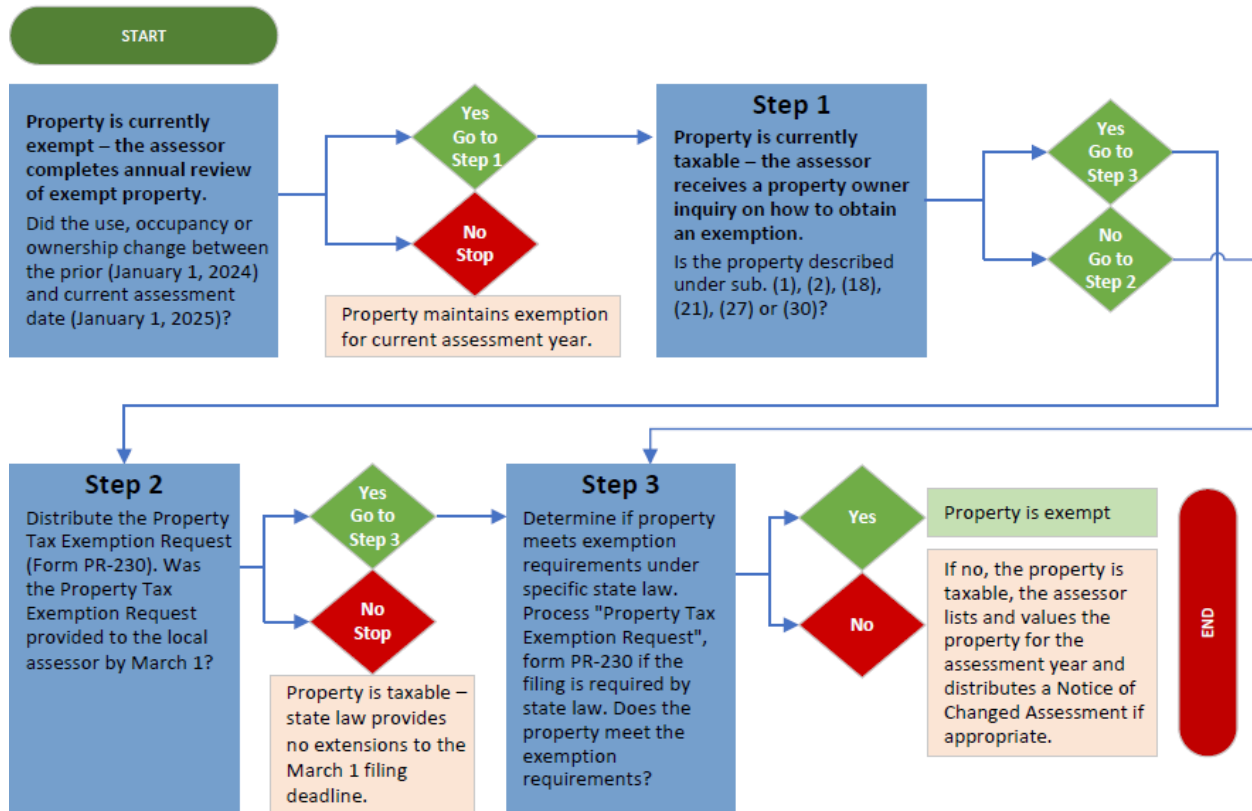 START
Property is currently
exempt – the assessor
completes annual review
of exempt property.
Did the use, occupancy or
ownership change between
the prior (January 1, 2024)
and current assessment
date (January 1, 2025)?
Yes
Go to
Step 1
No
Stop
Property maintains exemption
for current assessment year.
Step 1
Property is currently
taxable – the assessor
receives a property owner
inquiry on how to obtain
an exemption.
Is the property described
under sub. (1), (2), (18),
(21), (27) or (30)?
Yes
Go to
Step 3
No
Go to
Step 2
Step 2
Distribute the Property
Tax Exemption Request
(Form PR-230). Was
the Property Tax
Exemption Request
provided to the local
assessor by March 1?
Yes
Go to
Step 3
No
Stop
Property is taxable –
state law provides
no extensions to the
March 1 filing
deadline.
Step 3
Determine if property
meets exemption
requirements under
specific state law.
Process "Property Tax
Exemption Request",
form PR-230 if the
filing is required by
state law. Does the
property meet the
exemption
requirements?
Yes
Property is exempt
No
If no, the property is
taxable, the assessor
lists and values the
property for the
assessment year and
distributes a Notice of
Changed Assessment if
appropriate.
END